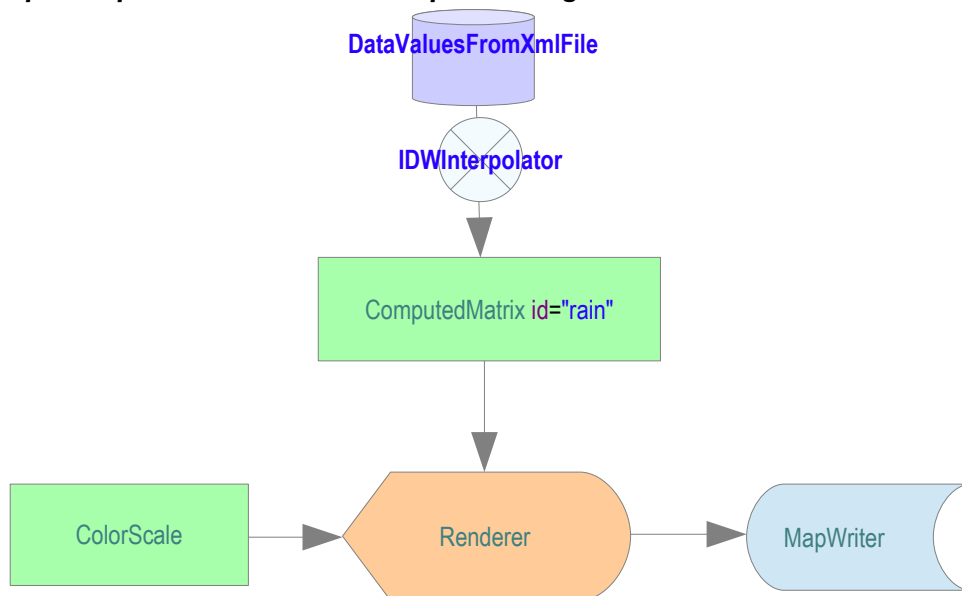 DataValuesFromXmlFile
IDWInterpolator
ComputedMatrix id="rain"
ColorScale
Renderer
MapWriter